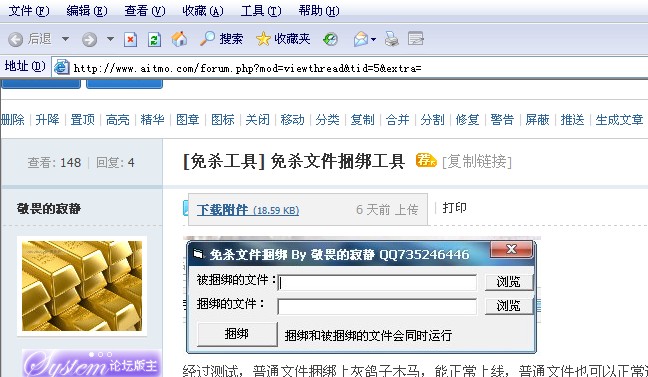 文件(F) 编辑(E) 查看(V) 收藏(A) 工具(T) 帮助(H)
后退 搜索 收藏夹
地址(D) http://www.aitmo.com/forum.php?mod=viewthread&tid=5&extra=
删除 | 升降 | 置顶 | 高亮 | 精华 | 图章 | 图标 | 关闭 | 移动 | 分类 | 复制 | 合并 | 分割 | 修复 | 警告 | 屏蔽 | 推送 | 生成文章
查看: 148 | 回复: 4
[免杀工具] 免杀文件捆绑工具 荐 [复制链接]
敬畏的寂静
下载附件 (18.59 KB) 6 天前 上传 打印
免杀文件捆绑 By 敬畏的寂静 QQ735246446
被捆绑的文件： 浏览
捆绑的文件： 浏览
捆绑 捆绑和被捆绑的文件会同时运行
System 论坛版主
经过测试，普通文件捆绑上灰鸽子木马，能正常上线，普通文件也可以正常